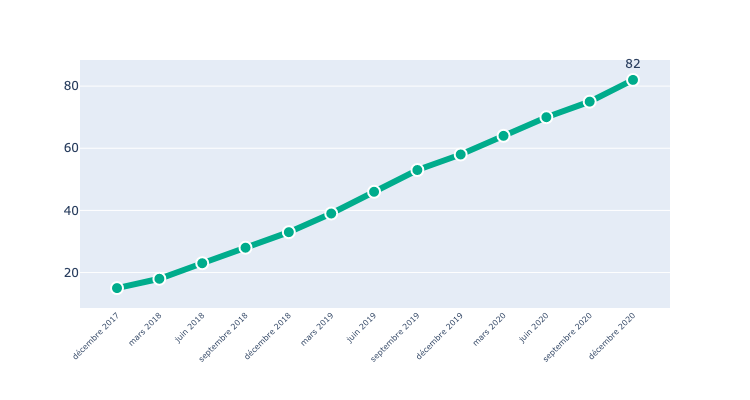 82
80
60
40
20
décembre 2017
mars 2018
juin 2018
septembre 2018
décembre 2018
mars 2019
juin 2019
septembre 2019
décembre 2019
mars 2020
juin 2020
septembre 2020
décembre 2020